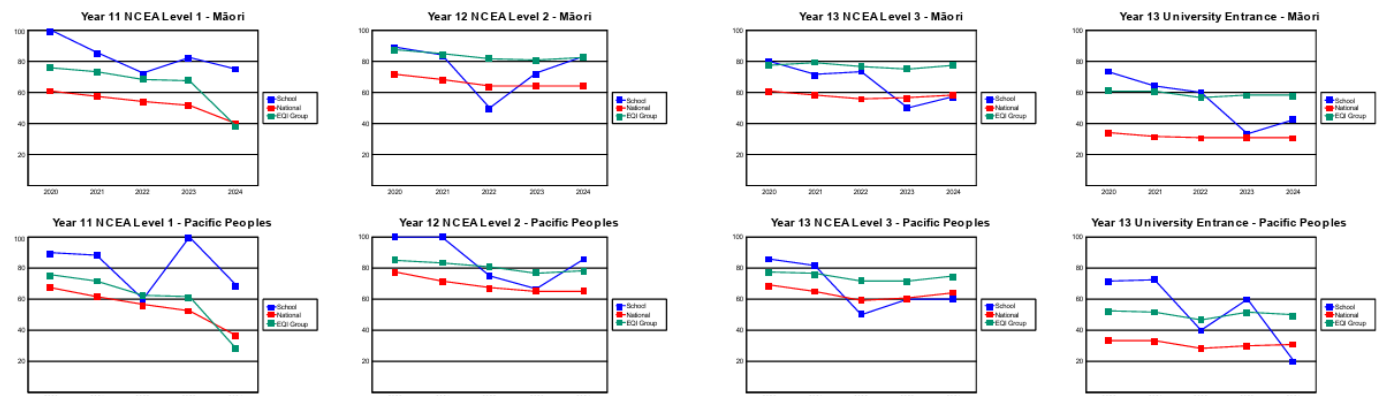 Year 11 NCEA Level 1 - Māori
100
80
60
40
20
2020 2021 2022 2023 2024
School
National
EQI Group
Year 12 NCEA Level 2 - Māori
100
80
60
40
20
2020 2021 2022 2023 2024
School
National
EQI Group
Year 13 NCEA Level 3 - Māori
100
80
60
40
20
2020 2021 2022 2023 2024
School
National
EQI Group
Year 13 University Entrance - Māori
100
80
60
40
20
2020 2021 2022 2023 2024
School
National
EQI Group
Year 11 NCEA Level 1 - Pacific Peoples
100
80
60
40
20
School
National
EQI Group
Year 12 NCEA Level 2 - Pacific Peoples
100
80
60
40
20
School
National
EQI Group
Year 13 NCEA Level 3 - Pacific Peoples
100
80
60
40
20
School
National
EQI Group
Year 13 University Entrance - Pacific Peoples
100
80
60
40
20
School
National
EQI Group